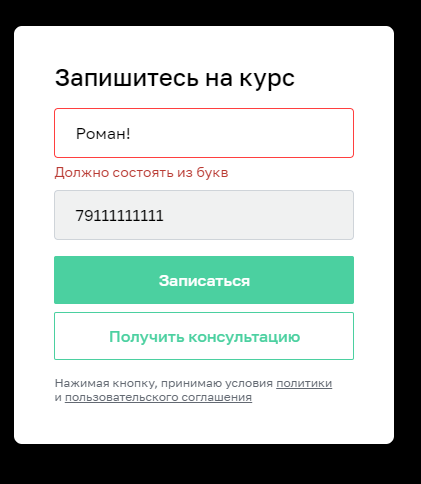 Запишитесь на курс
Роман!
Должно состоять из букв
79111111111
Записаться
Получить консультацию
Нажимая кнопку, принимаю условия политики
и пользовательского соглашения